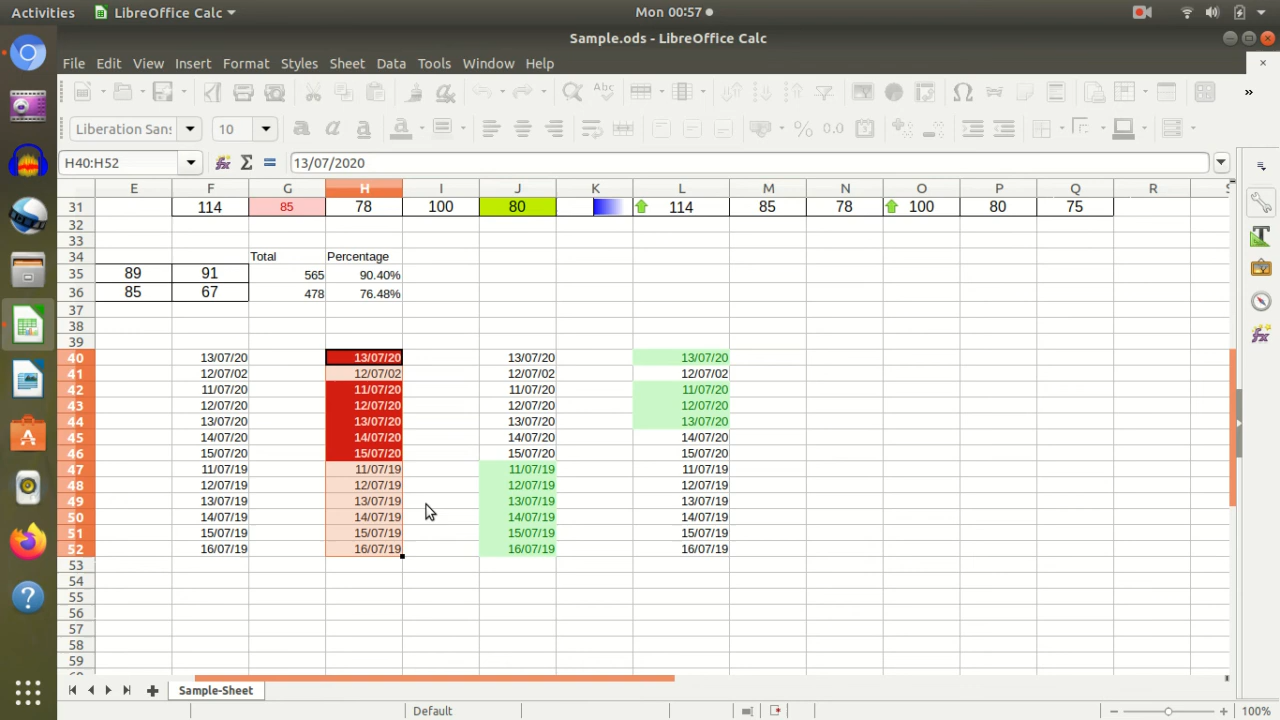 Activities LibreOffice Calc Mon 00:57
Sample.ods - LibreOffice Calc
File Edit View Insert Format Styles Sheet Data Tools Window Help
Liberation Sans 10
H40:H52 13/07/2020
E F G H I J K L M N O P Q R
31 114 85 78 100 80 114 85 78 100 80 75
32
33
34 Total Percentage
35 89 91 565 90.40%
36 85 67 478 76.48%
37
38
39
40 13/07/20 13/07/20 13/07/20 13/07/20
41 12/07/02 12/07/02 12/07/02 12/07/02
42 11/07/20 11/07/20 11/07/20 11/07/20
43 12/07/20 12/07/20 12/07/20 12/07/20
44 13/07/20 13/07/20 13/07/20 13/07/20
45 14/07/20 14/07/20 14/07/20 14/07/20
46 15/07/20 15/07/20 15/07/20 15/07/20
47 11/07/19 11/07/19 11/07/19 11/07/19
48 12/07/19 12/07/19 12/07/19 12/07/19
49 13/07/19 13/07/19 13/07/19 13/07/19
50 14/07/19 14/07/19 14/07/19 14/07/19
51 15/07/19 15/07/19 15/07/19 15/07/19
52 16/07/19 16/07/19 16/07/19 16/07/19
53
54
55
56
57
58
59
Sample-Sheet
Default 100%